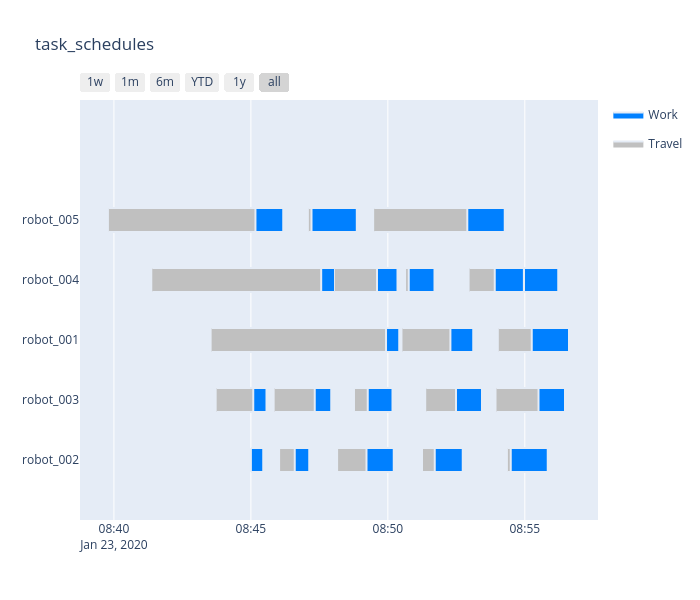 task_schedules
1w 1m 6m YTD 1y all
Work
Travel
robot_005
robot_004
robot_001
robot_003
robot_002
08:40 08:45 08:50 08:55
Jan 23, 2020